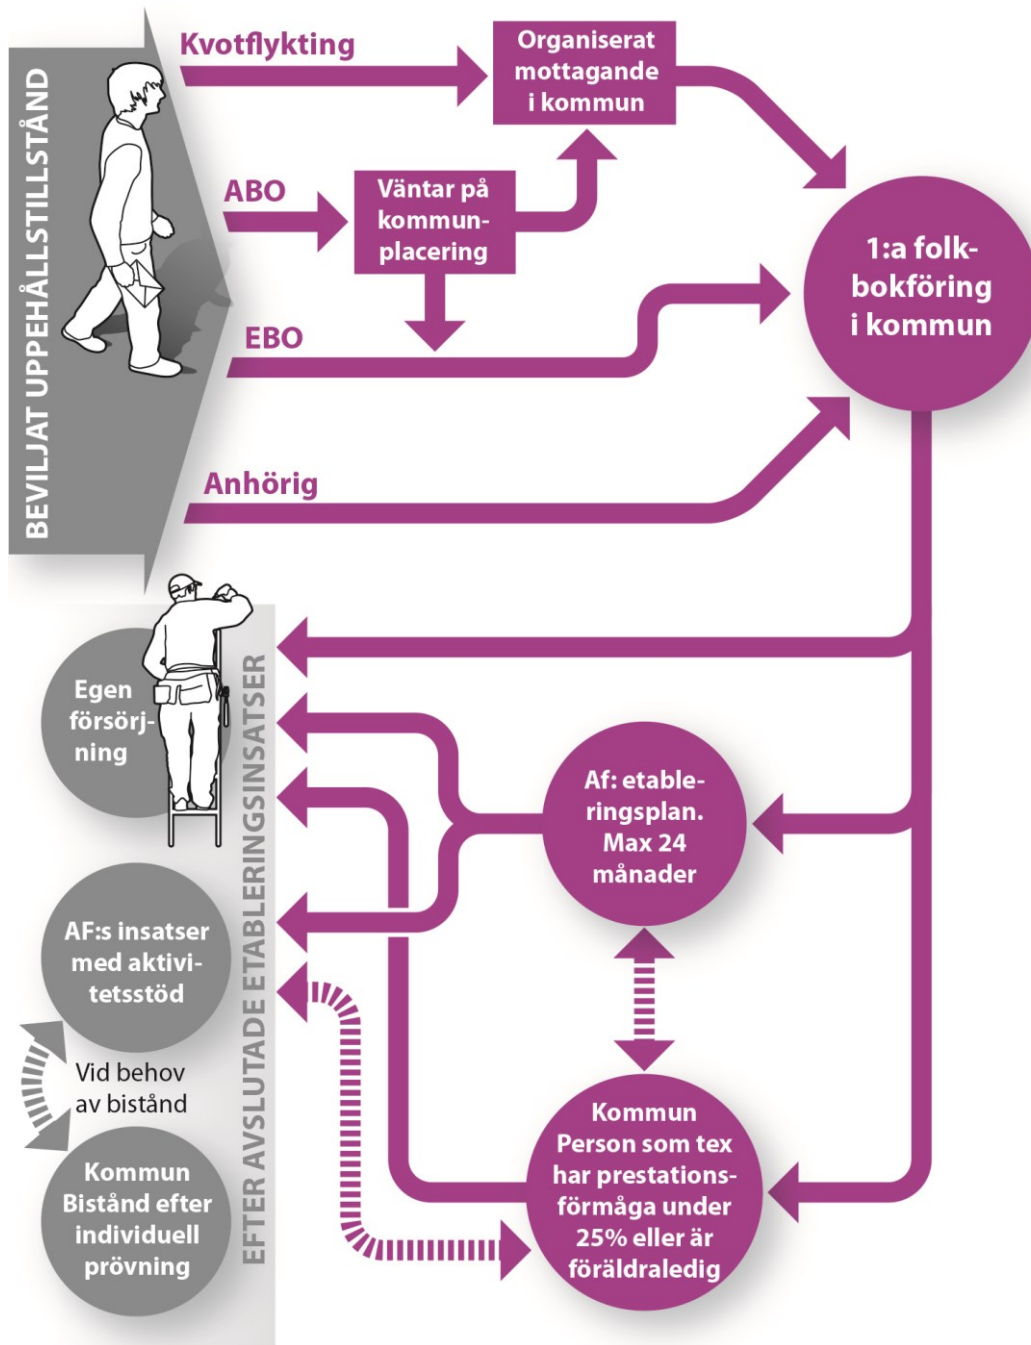 BEVILJAT UPPEHÅLLSTILLSTÅND
Kvotflykting
Organiserat
mottagande
i kommun
ABO
Väntar på
kommun-
placering
EBO
Anhörig
1:a folk-
bokföring
i kommun
EFTER AVSLUTADE ETABLERINGSINSATSER
Egen
försörj-
ning
Af: etable-
ringsplan.
Max 24
månader
AF:s insatser
med aktivi-
tetsstöd
Vid behov
av bistånd
Kommun
Bistånd efter
individuell
prövning
Kommun
Person som tex
har prestations-
förmåga under
25% eller är
föräldraledig